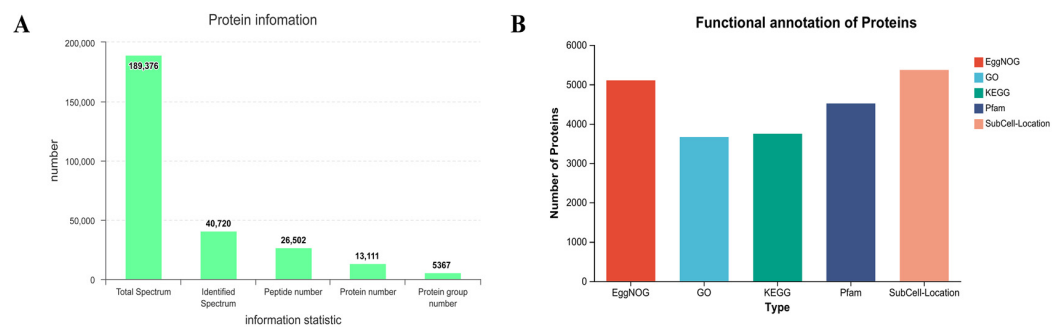 A
Protein infomation
number
200,000
150,000
100,000
50,000
0
189,376
40,720
26,502
13,111
5367
Total Spectrum
Identified
Spectrum
Peptide number
Protein number
Protein group
number
information statistic
B
Functional annotation of Proteins
Number of Proteins
6000
5000
4000
3000
2000
1000
0
EggNOG
GO
KEGG
Pfam
SubCell-Location
Type
EggNOG
GO
KEGG
Pfam
SubCell-Location